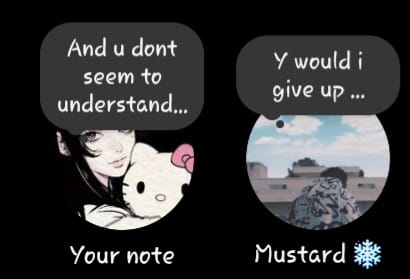 And u dont
seem to
understand...
Y would i
give up ...
Your note
Mustard ❄️